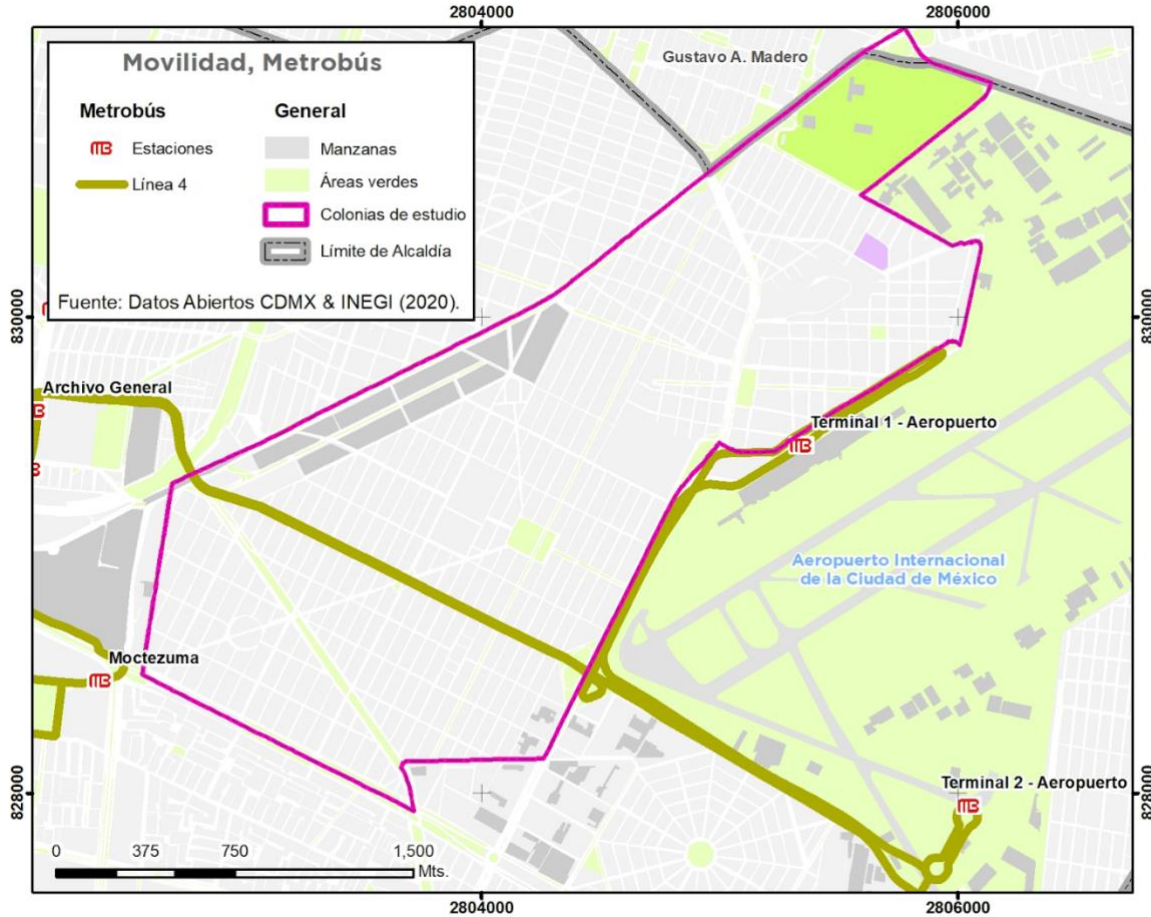 2804000
2806000
Movilidad, Metrobús
Metrobús
General
Estaciones
Manzanas
Línea 4
Áreas verdes
Colonias de estudio
Límite de Alcaldía
Fuente: Datos Abiertos CDMX & INEGI (2020).
Gustavo A. Madero
830000
830000
Archivo General
Terminal 1 - Aeropuerto
Aeropuerto Internacional
de la Ciudad de México
Moctezuma
Terminal 2 - Aeropuerto
828000
828000
0 375 750 1,500
Mts.
2804000
2806000